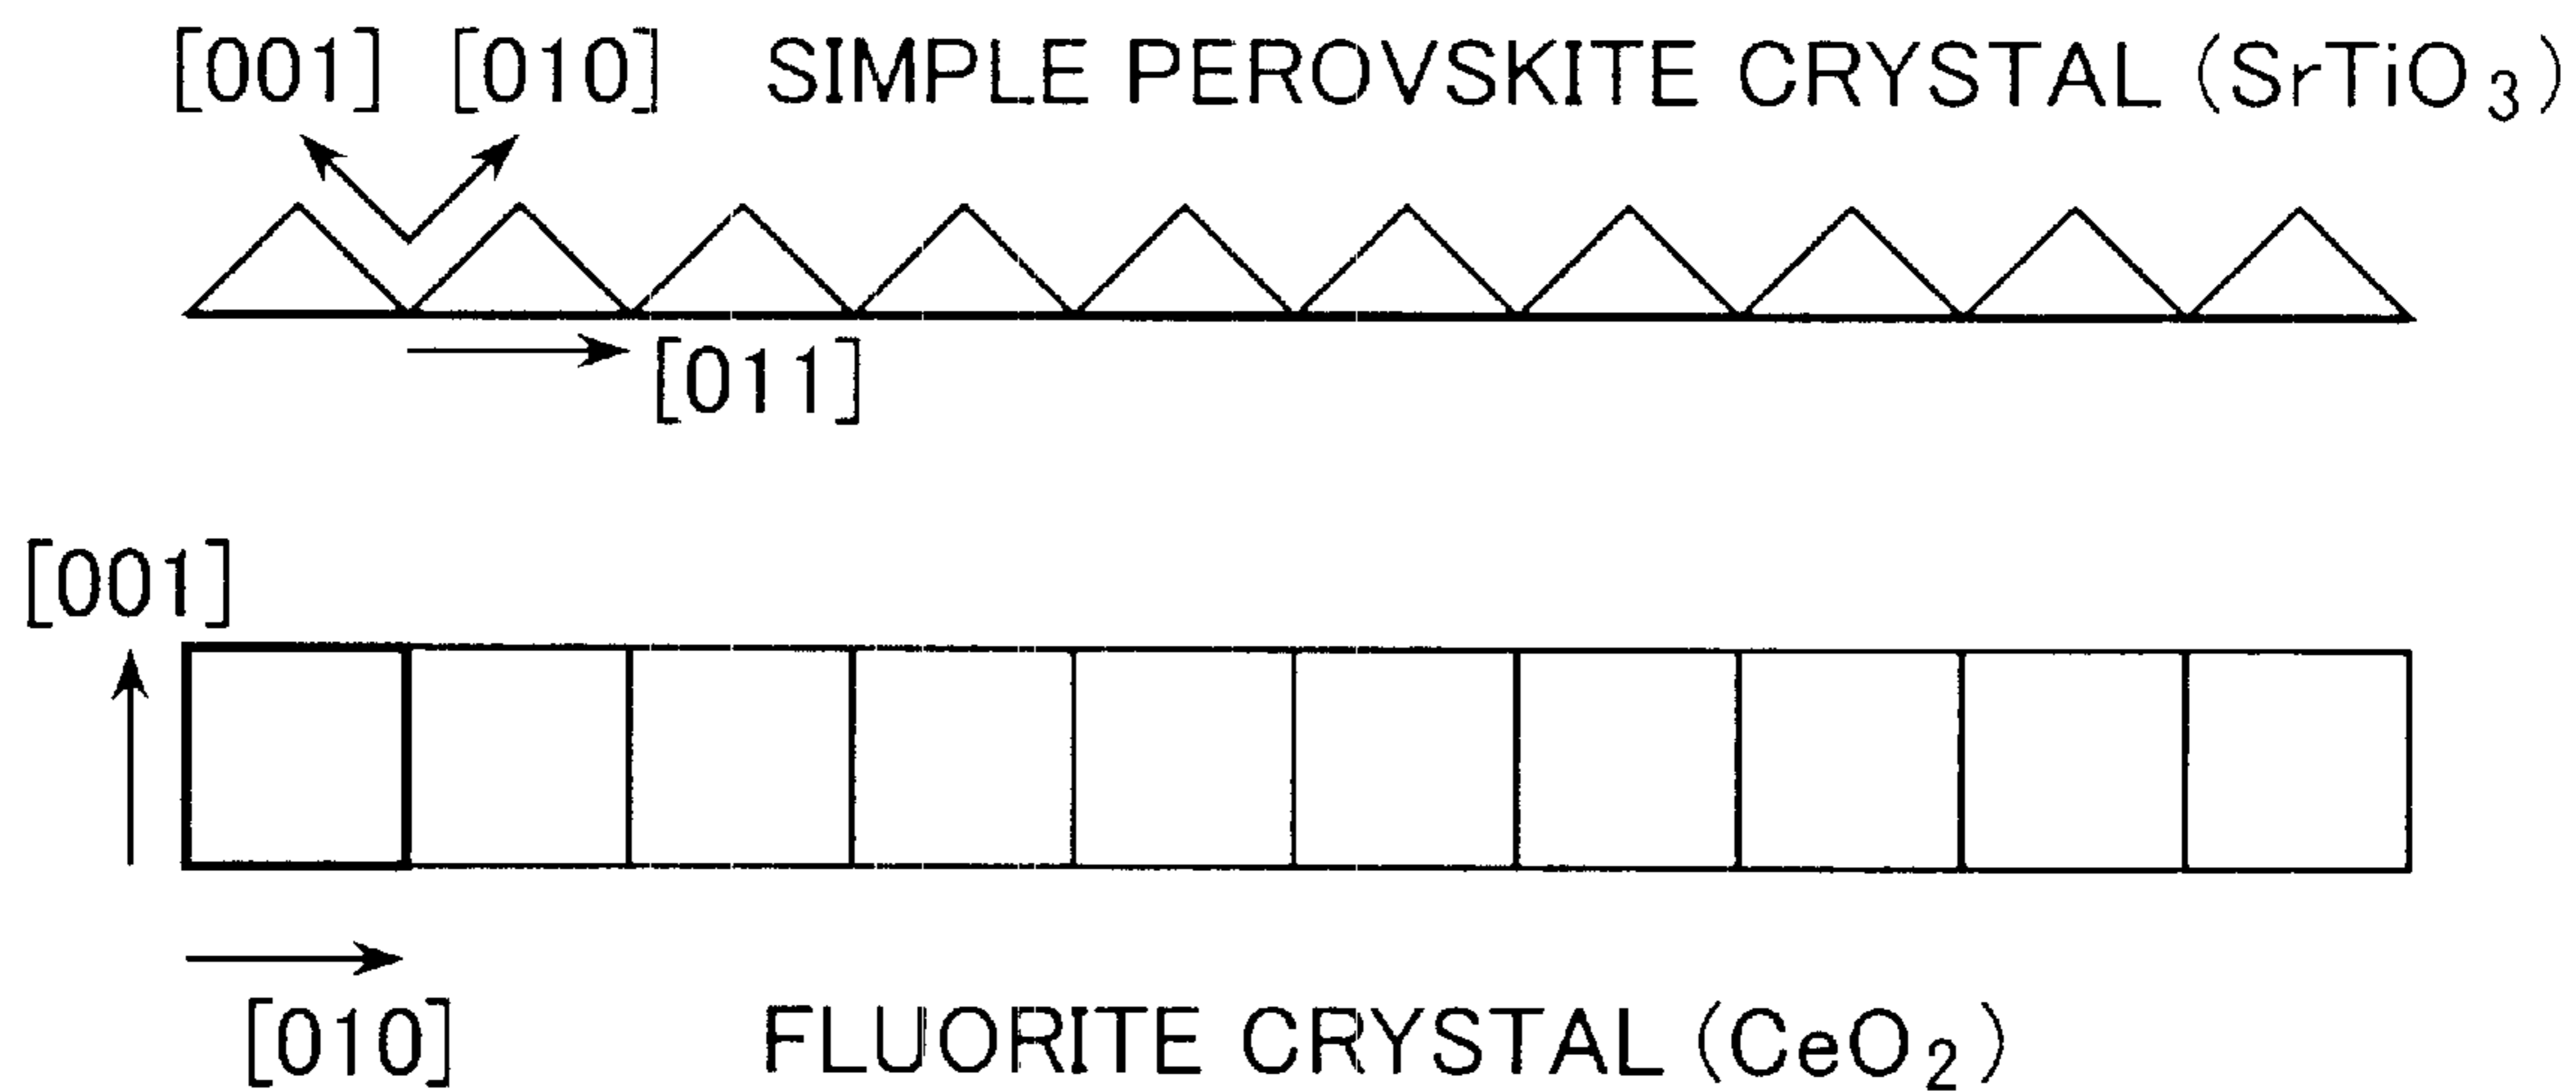 [001] [010] SIMPLE PEROVSKITE CRYSTAL (SrTiO₃)
[011]
[001]
[010] FLUORITE CRYSTAL (CeO₂)